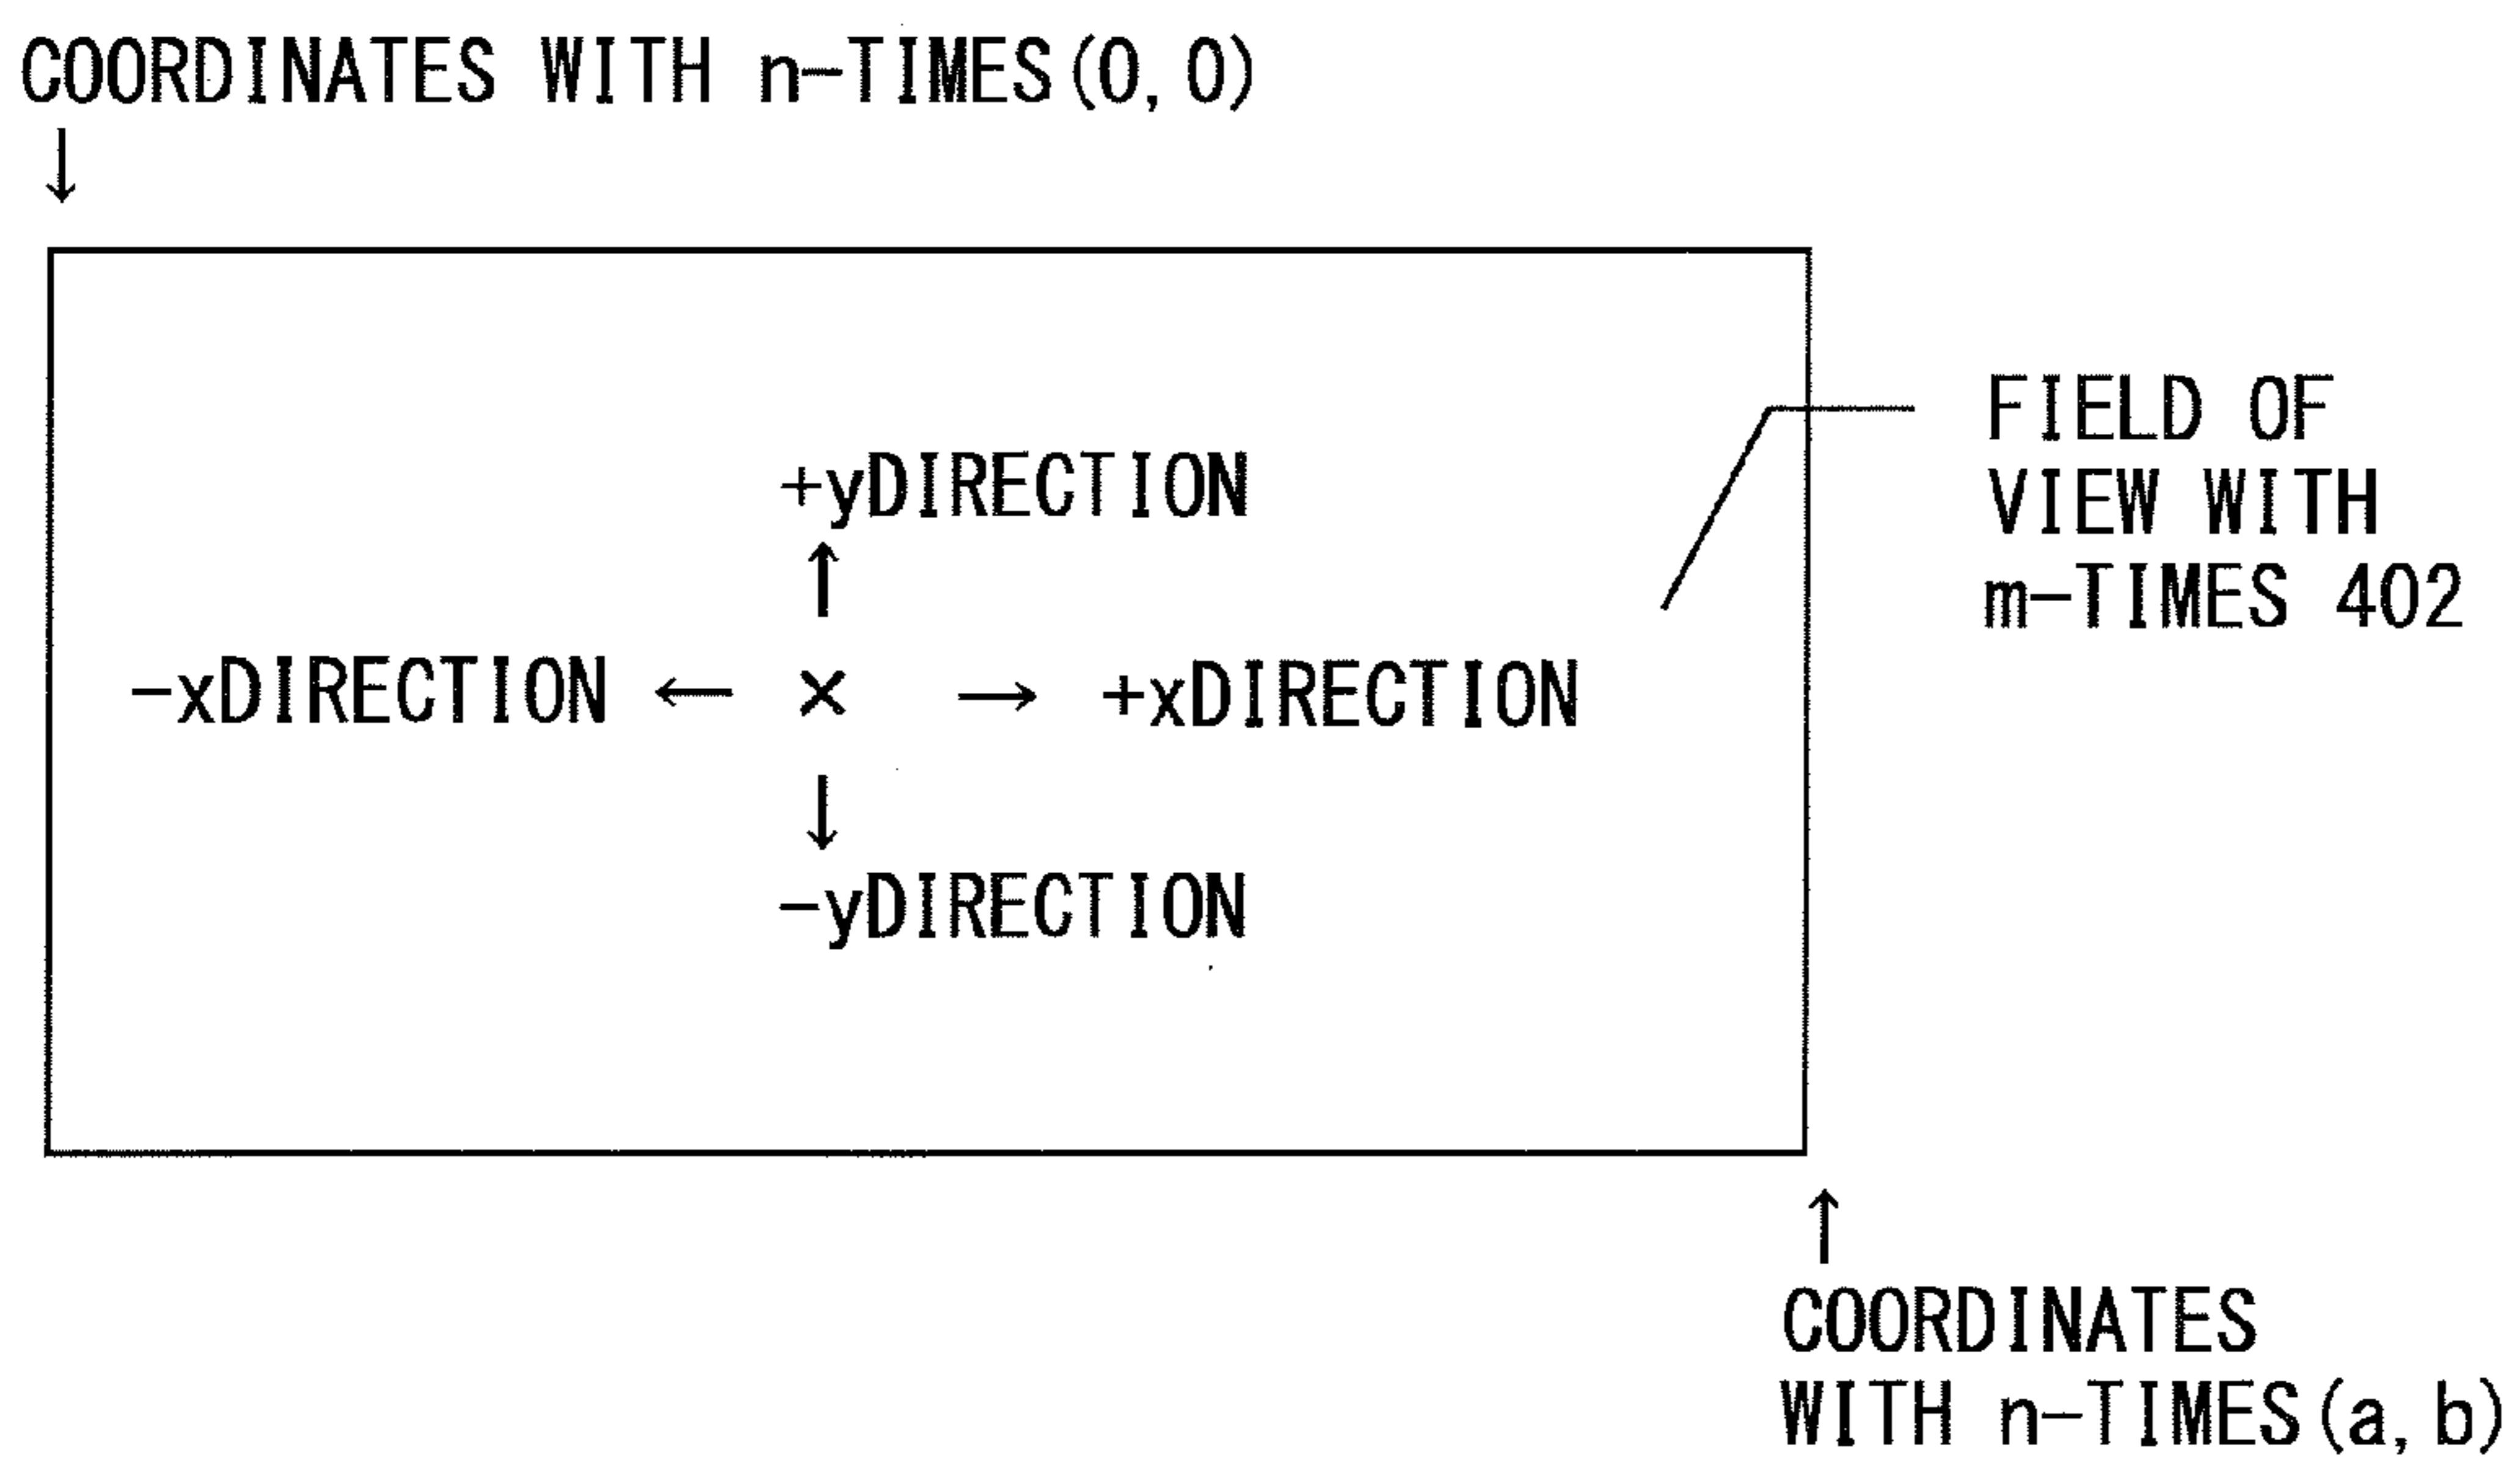 COORDINATES WITH n-TIMES(0,0)
↓
FIELD OF
VIEW WITH
m-TIMES 402
+yDIRECTION
↑
-xDIRECTION ← × → +xDIRECTION
↓
-yDIRECTION
↑
COORDINATES
WITH n-TIMES(a,b)